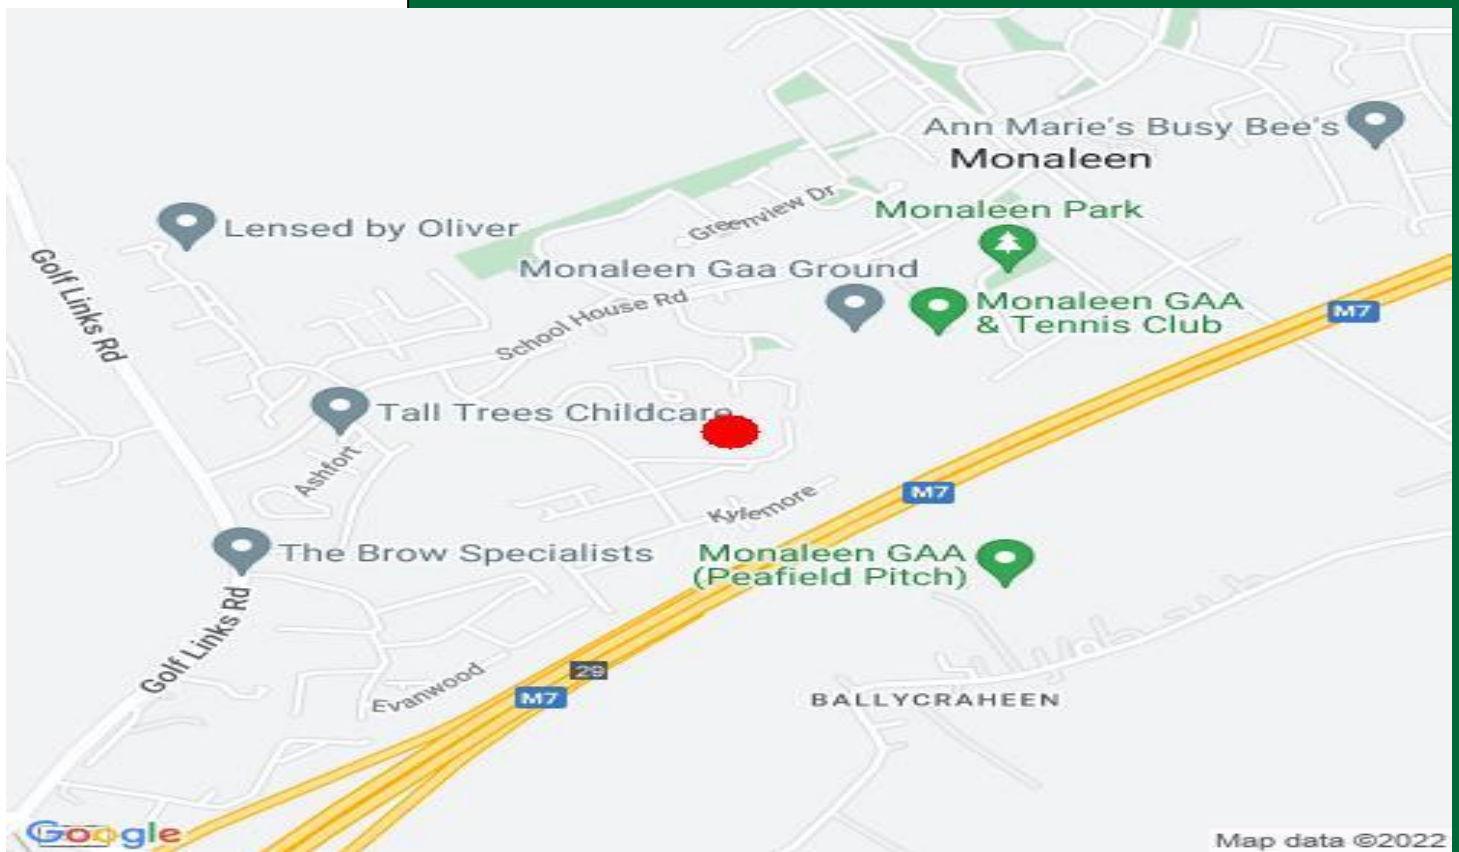 Ann Marie's Busy Bee's
Monaleen
Greenview Dr
Monaleen Park
Lensed by Oliver
Golf Links Rd
Monaleen Gaa Ground
School House Rd
Monaleen GAA
& Tennis Club
M7
Tall Trees Childcare
Ashfort
M7
Kylemore
The Brow Specialists
Monaleen GAA
(Peafield Pitch)
Golf Links Rd
Evanwood
29
M7
BALLYCRAHEEN
Google
Map data ©2022